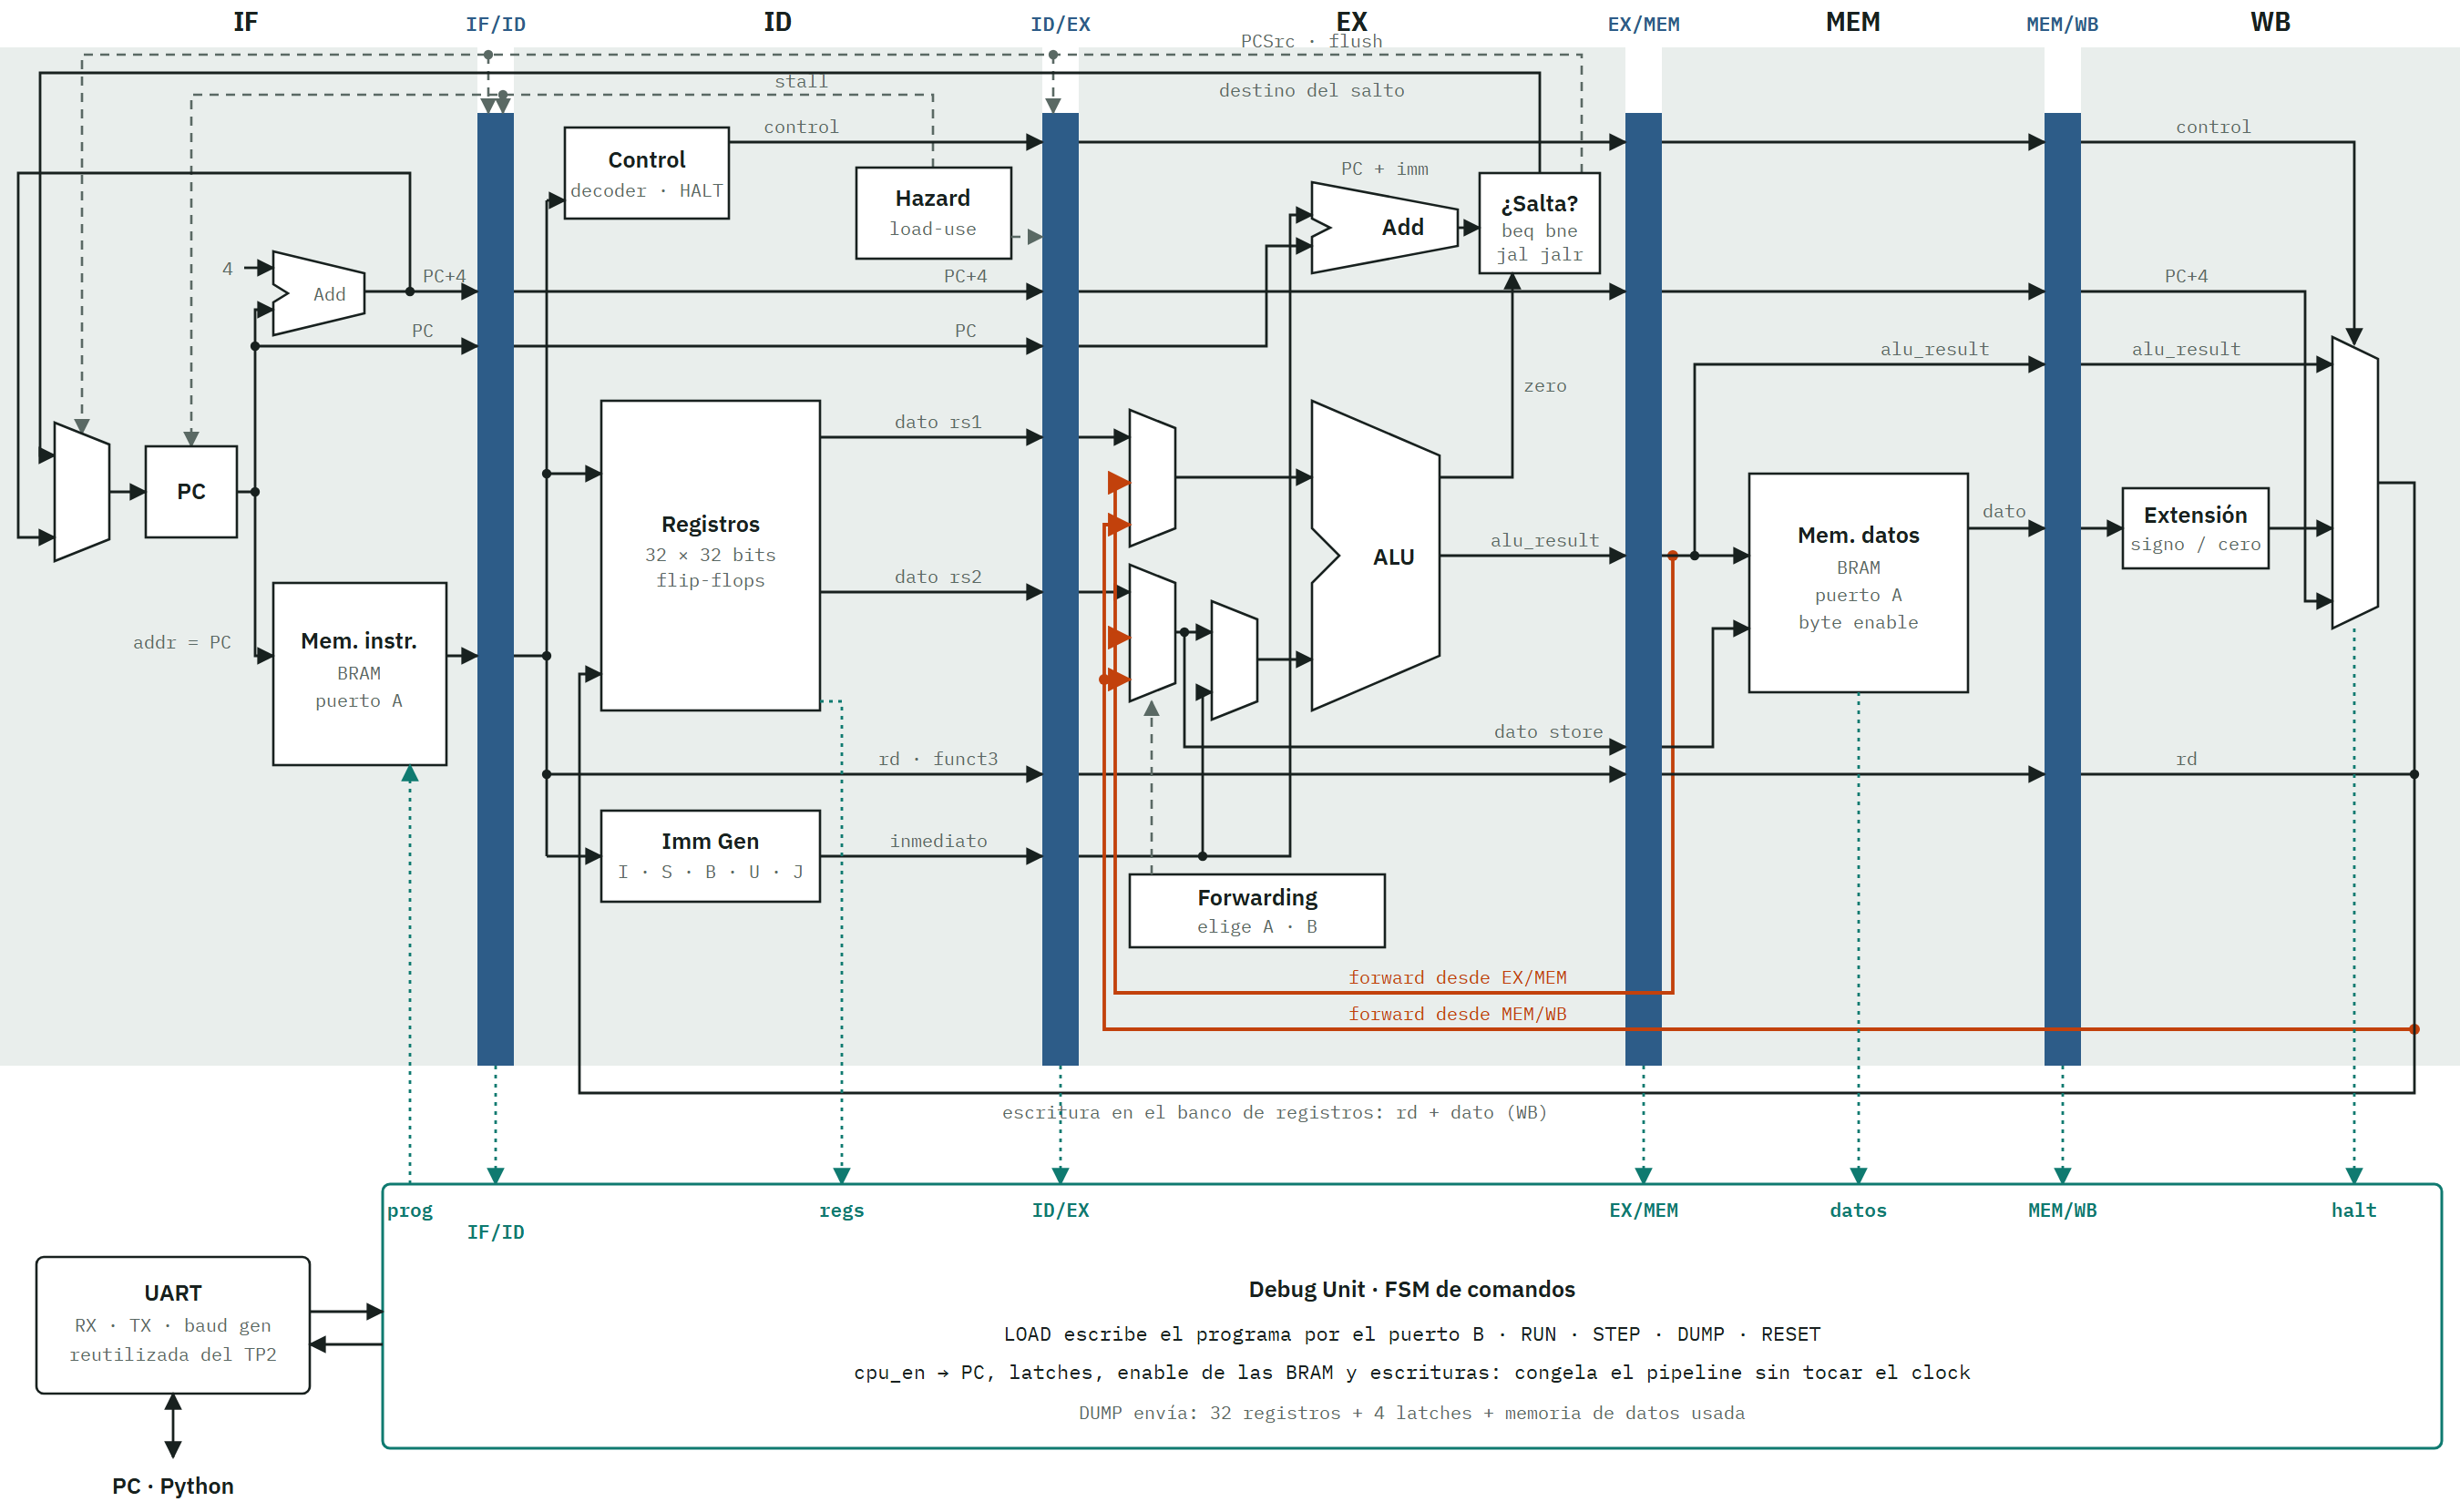 IF
IF/ID
ID
ID/EX
EX
EX/MEM
MEM
MEM/WB
WB
PCSrc · flush
stall
destino del salto
control
control
Control
decoder · HALT
Hazard
load-use
PC + imm
Add
¿Salta?
beq bne
jal jalr
4
Add
PC+4
PC+4
PC+4
PC
PC
alu_result
alu_result
zero
dato rs1
PC
Registros
32 × 32 bits
flip-flops
dato rs2
ALU
alu_result
Mem. datos
BRAM
puerto A
byte enable
dato
Extensión
signo / cero
addr = PC
Mem. instr.
BRAM
puerto A
dato store
rd · funct3
rd
Imm Gen
I · S · B · U · J
inmediato
Forwarding
elige A · B
forward desde EX/MEM
forward desde MEM/WB
escritura en el banco de registros: rd + dato (WB)
prog
IF/ID
regs
ID/EX
EX/MEM
datos
MEM/WB
halt
UART
RX · TX · baud gen
reutilizada del TP2
Debug Unit · FSM de comandos
LOAD escribe el programa por el puerto B · RUN · STEP · DUMP · RESET
cpu_en → PC, latches, enable de las BRAM y escrituras: congela el pipeline sin tocar el clock
DUMP envía: 32 registros + 4 latches + memoria de datos usada
PC · Python